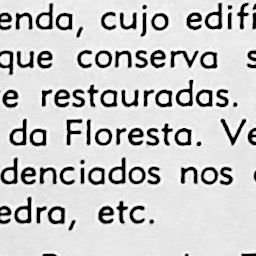 enda, cujo edifí
que conserva s
e restauradas.
da Floresta. Ve
denciados nos
edra, etc.